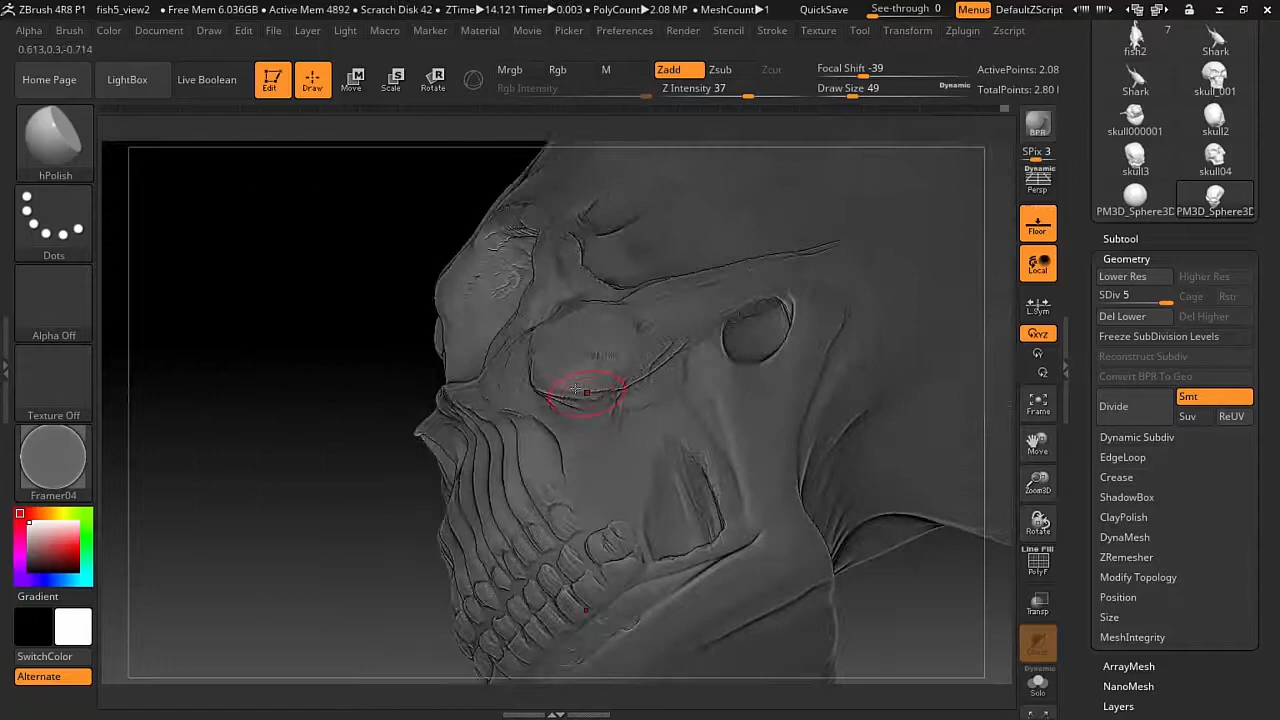 ZBrush 4R8 P1 fish5_view2 • Free Mem 6.036GB • Active Mem 4892 • Scratch Disk 42 • ZTime▶14.121 Timer▶0.003 • PolyCount▶2.08 MP • MeshCount▶1 QuickSave See-through 0 Menus DefaultZScript
Alpha Brush Color Document Draw Edit File Layer Light Macro Marker Material Movie Picker Preferences Render Stencil Stroke Texture Tool Transform Zplugin Zscript
0.613,0.3,-0.714
Home Page LightBox Live Boolean Edit Draw Move Scale Rotate
Mrgb Rgb M Zadd Zsub Zcut Focal Shift -39 ActivePoints: 2.08
Rgb Intensity Z Intensity 37 Draw Size 49 Dynamic TotalPoints: 2.80
hPolish
Dots
Alpha Off
Texture Off
Framer04
Gradient
SwitchColor
Alternate
BPR
SPix 3
Dynamic
Persp
Floor
Local
L.Sym
XYZ
Frame
Move
Zoom3D
Rotate
Line Fill
PolyF
Transp
Ghost
Dynamic
Solo
fish2 7 Shark
Shark skull_001
skull000001 skull2
skull3 skull04
PM3D_Sphere3D PM3D_Sphere3D
Subtool
Geometry
Lower Res Higher Res
SDiv 5 Cage Rstr
Del Lower Del Higher
Freeze SubDivision Levels
Reconstruct Subdiv
Convert BPR To Geo
Divide Smt
Suv ReUV
Dynamic Subdiv
EdgeLoop
Crease
ShadowBox
ClayPolish
DynaMesh
ZRemesher
Modify Topology
Position
Size
MeshIntegrity
ArrayMesh
NanoMesh
Layers